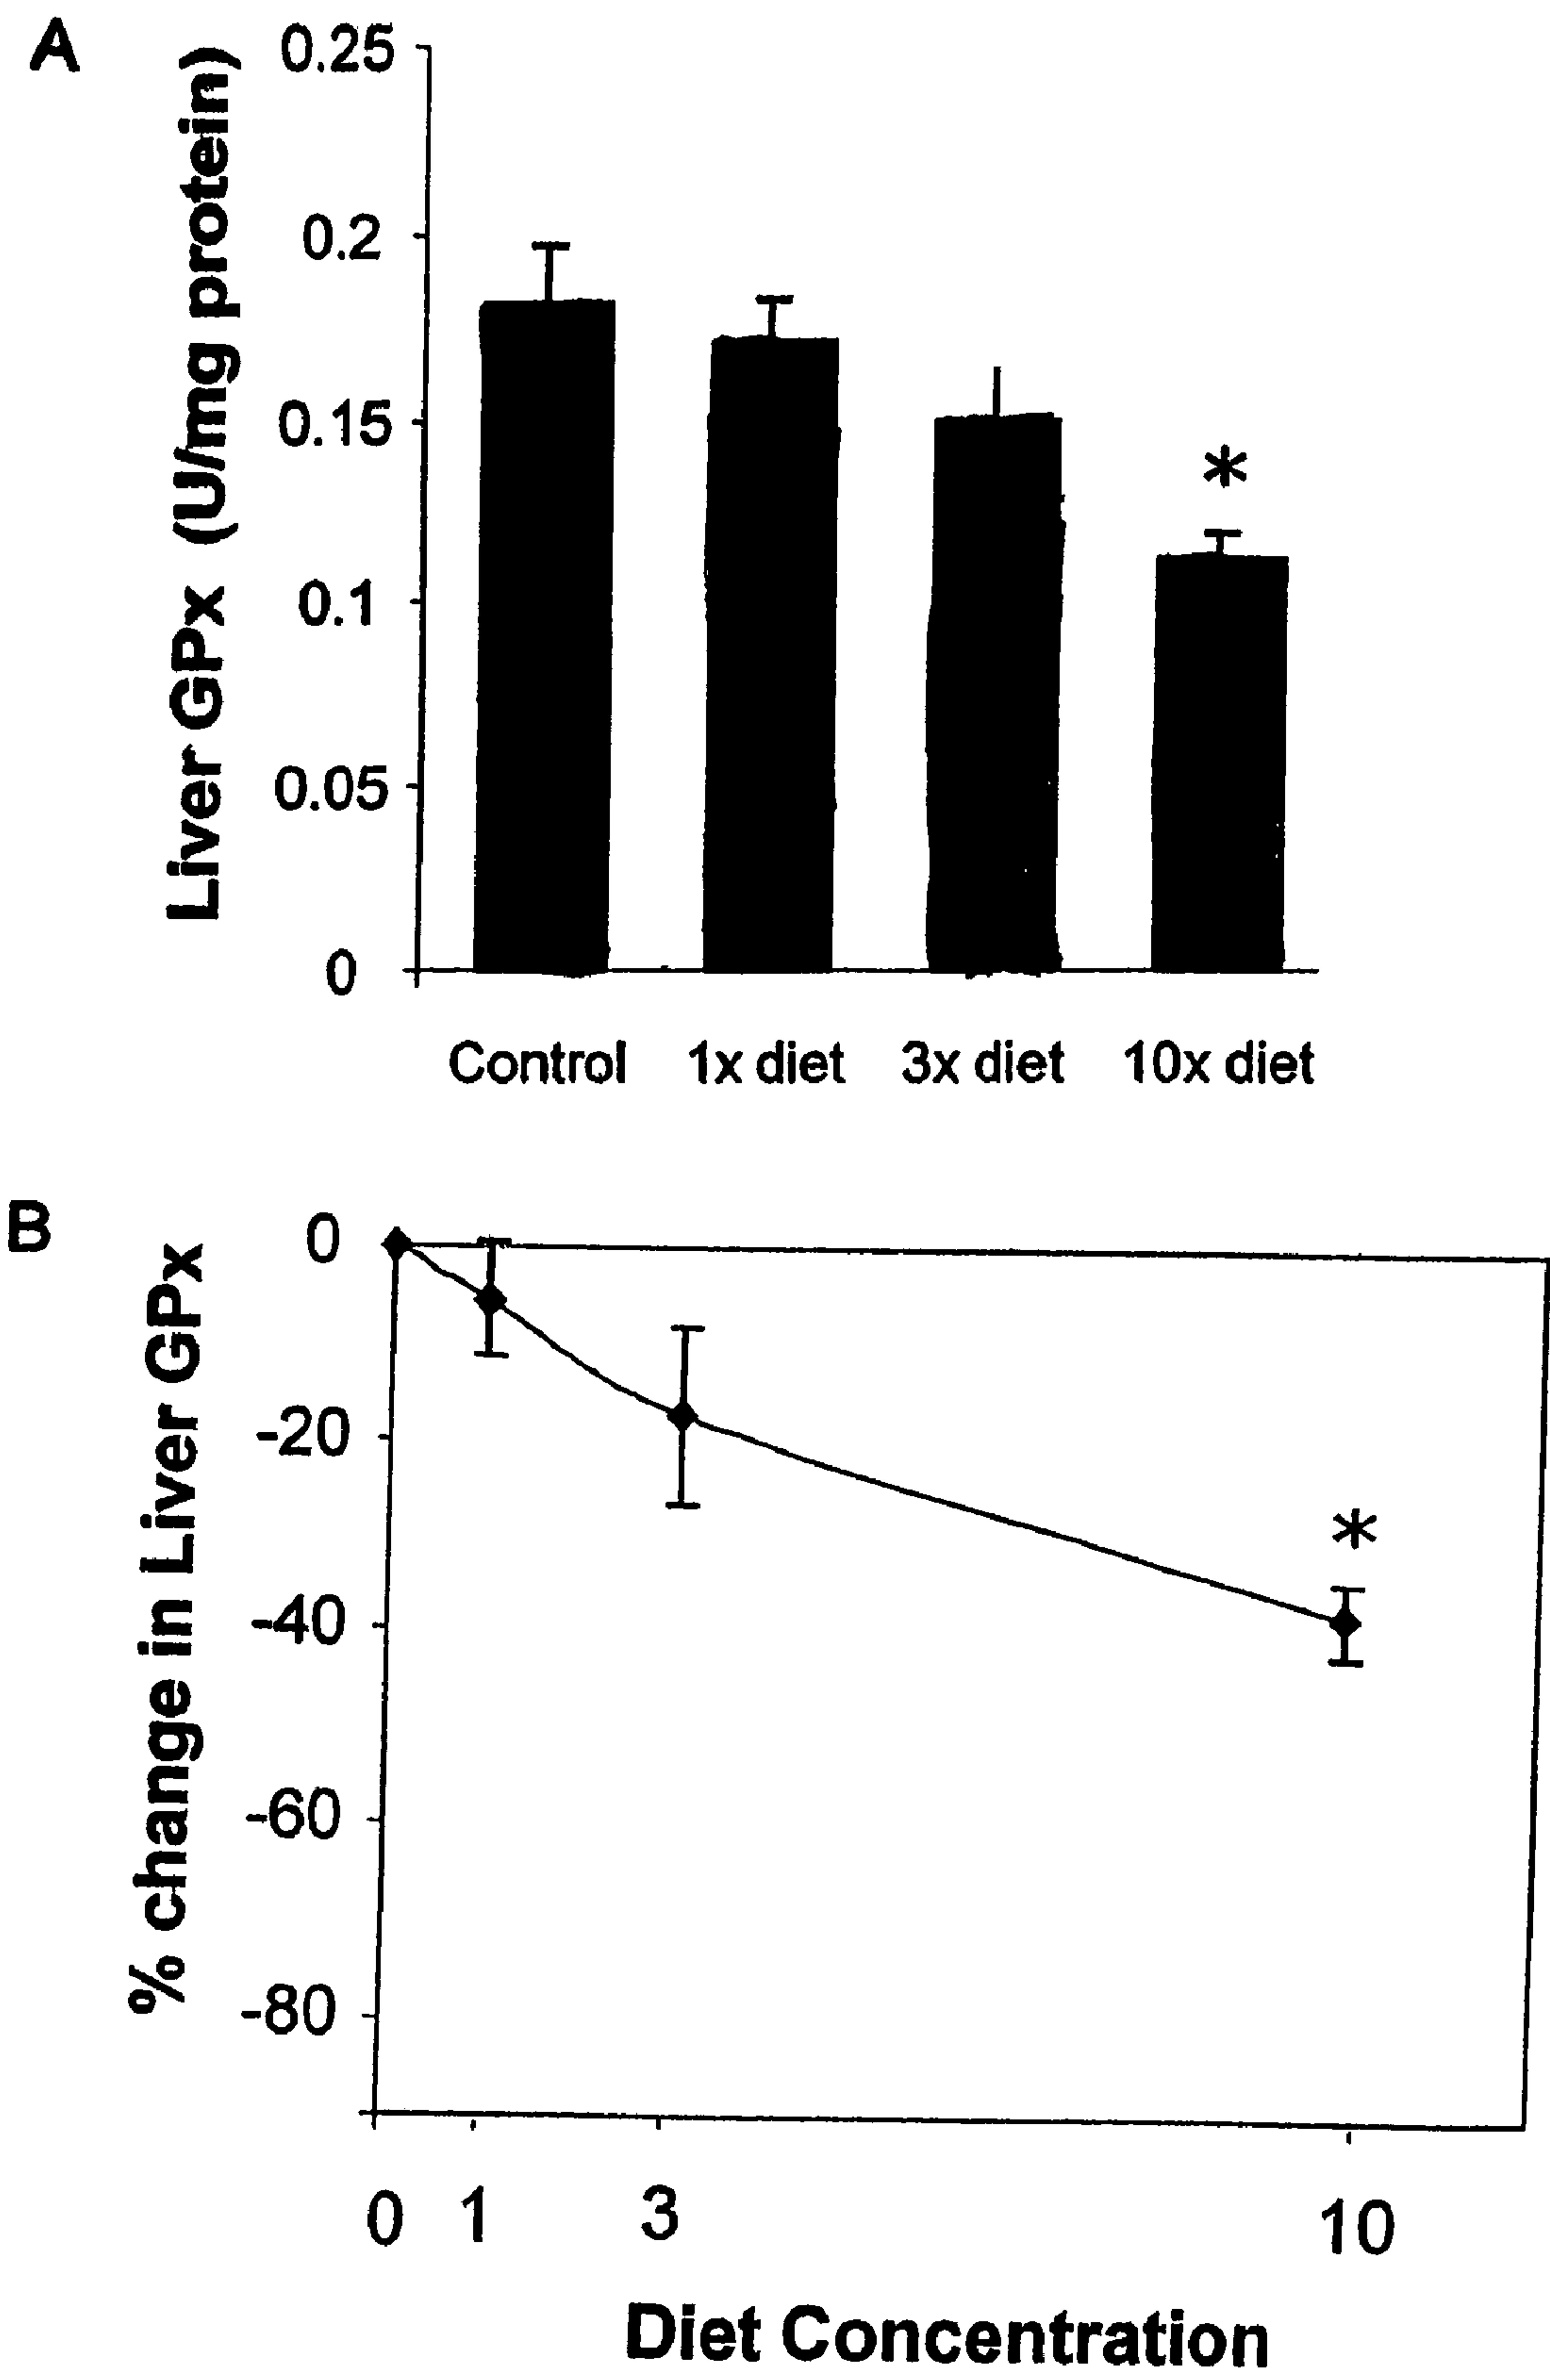 A
Liver GPx (U/mg protein)
0.25
0.2
0.15
0.1
0.05
0
*
Control 1x diet 3x diet 10x diet
B
% change in Liver GPx
0
-20
-40
-60
-80
*
0 1 3 10
Diet Concentration